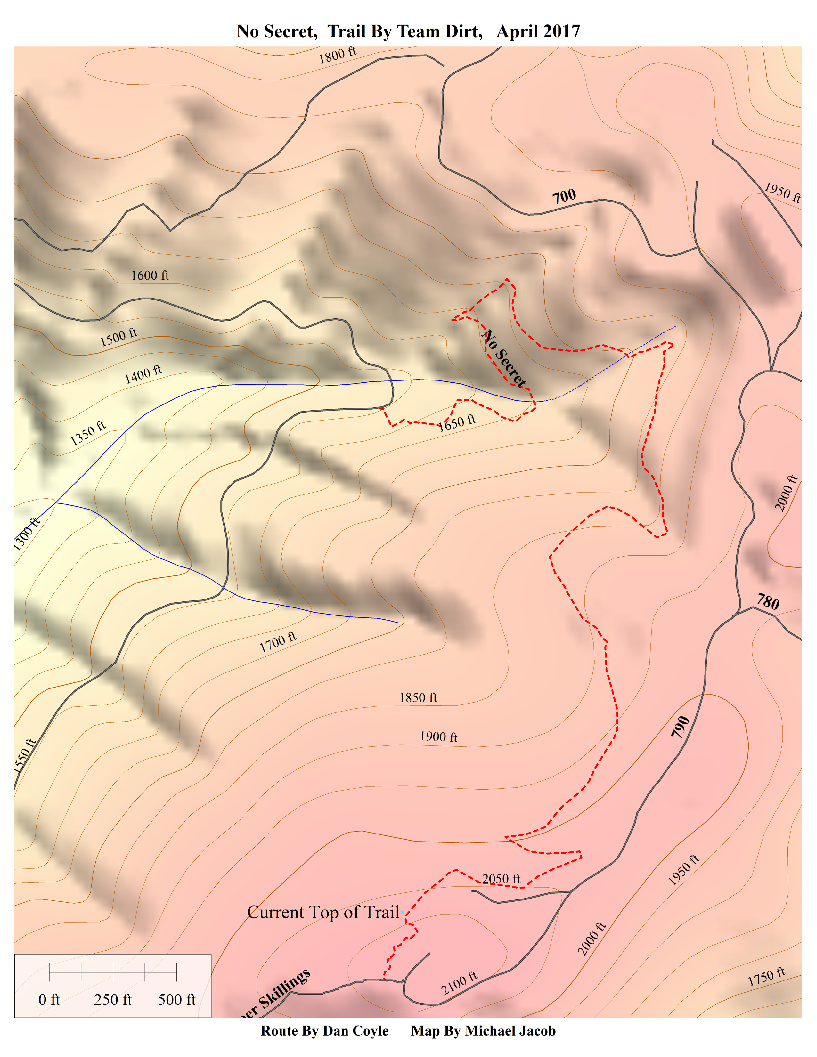 No Secret,  Trail By Team Dirt,  April 2017
1800 ft
1950 ft
700
1600 ft
1500 ft
1400 ft
No Secret
1350 ft
1650 ft
2000 ft
1300 ft
780
1700 ft
1850 ft
790
1900 ft
1550 ft
2050 ft
1950 ft
Current Top of Trail
2000 ft
1750 ft
2100 ft
er Skillings
0 ft 250 ft 500 ft
Route By Dan Coyle  Map By Michael Jacob